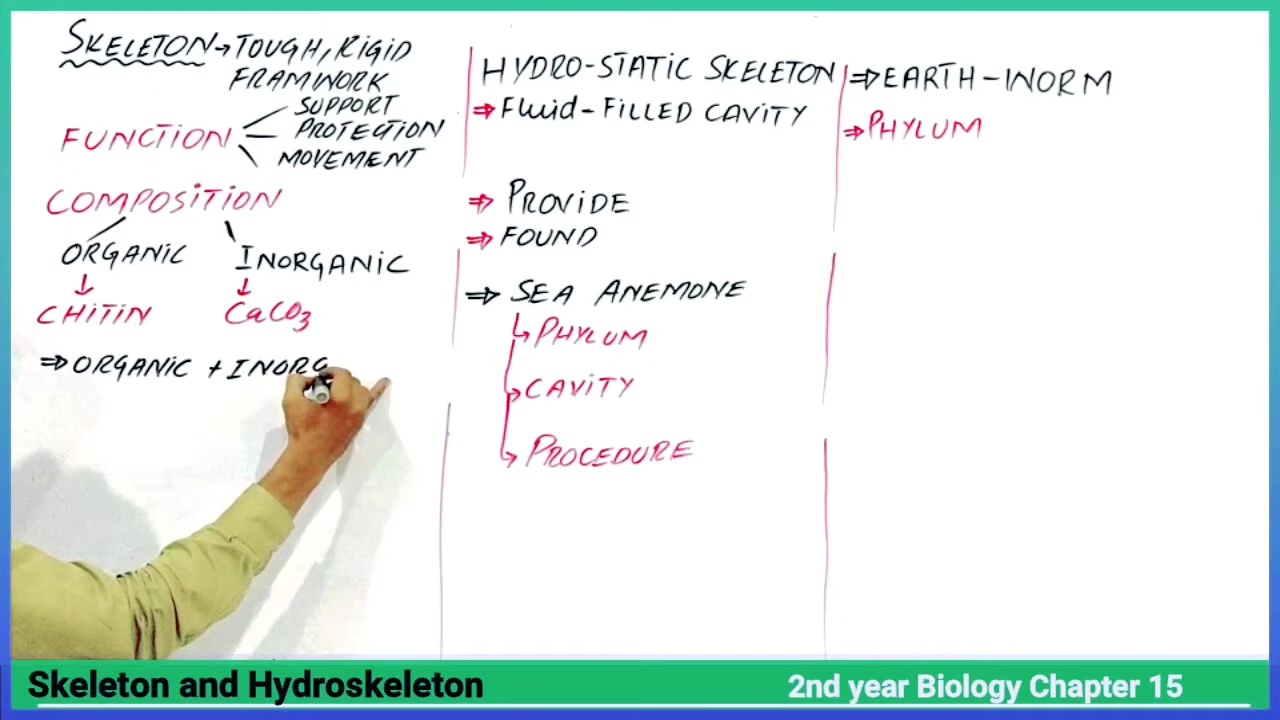 SKELETON → TOUGH, RIGID
FRAMWORK
FUNCTION
SUPPORT
PROTECTION
MOVEMENT
COMPOSITION
ORGANIC
INORGANIC
↓ ↓
CHITIN
CaCO3
⇒ ORGANIC + INORG
HYDRO-STATIC SKELETON
⇒ FLuid-FILLED CAVITY
⇒ PROVIDE
⇒ FOUND
⇒ SEA ANEMONE
PHYLUM
CAVITY
PROCEDURE
⇒ EARTH-WORM
⇒ PHYLUM
Skeleton and Hydroskeleton
2nd year Biology Chapter 15